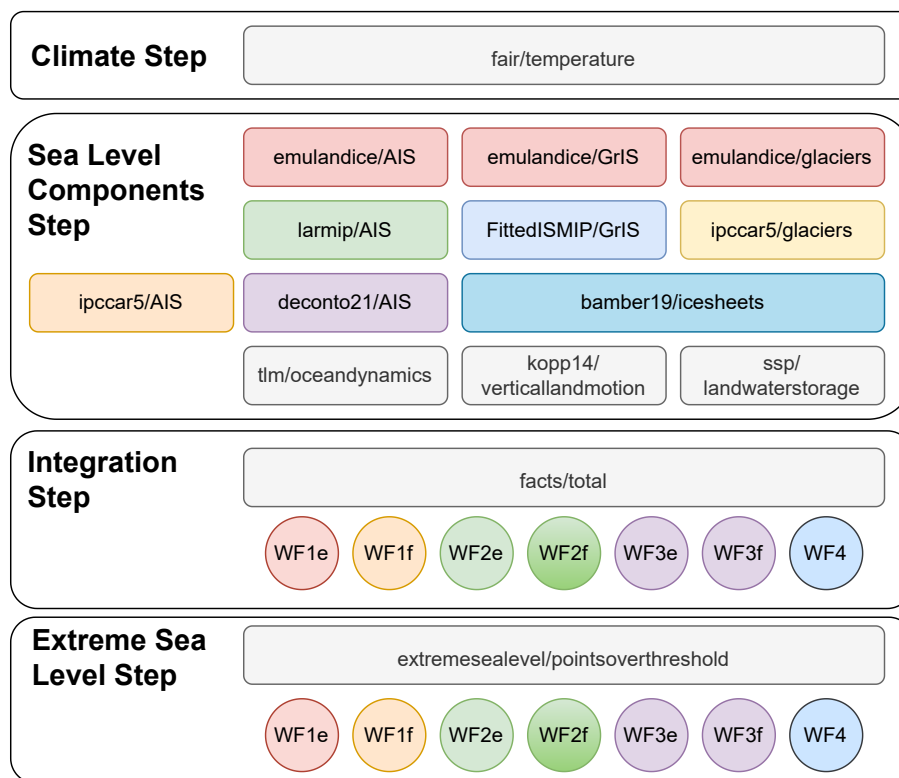 Climate Step
fair/temperature
Sea Level
Components
Step
emulandice/AIS
emulandice/GrIS
emulandice/glaciers
larmip/AIS
FittedISMIP/GrIS
ipccar5/glaciers
ipccar5/AIS
deconto21/AIS
bamber19/icesheets
tlm/oceandynamics
kopp14/
verticallandmotion
ssp/
landwaterstorage
Integration
Step
facts/total
WF1e
WF1f
WF2e
WF2f
WF3e
WF3f
WF4
Extreme Sea
Level Step
extremesealevel/pointsoverthreshold
WF1e
WF1f
WF2e
WF2f
WF3e
WF3f
WF4